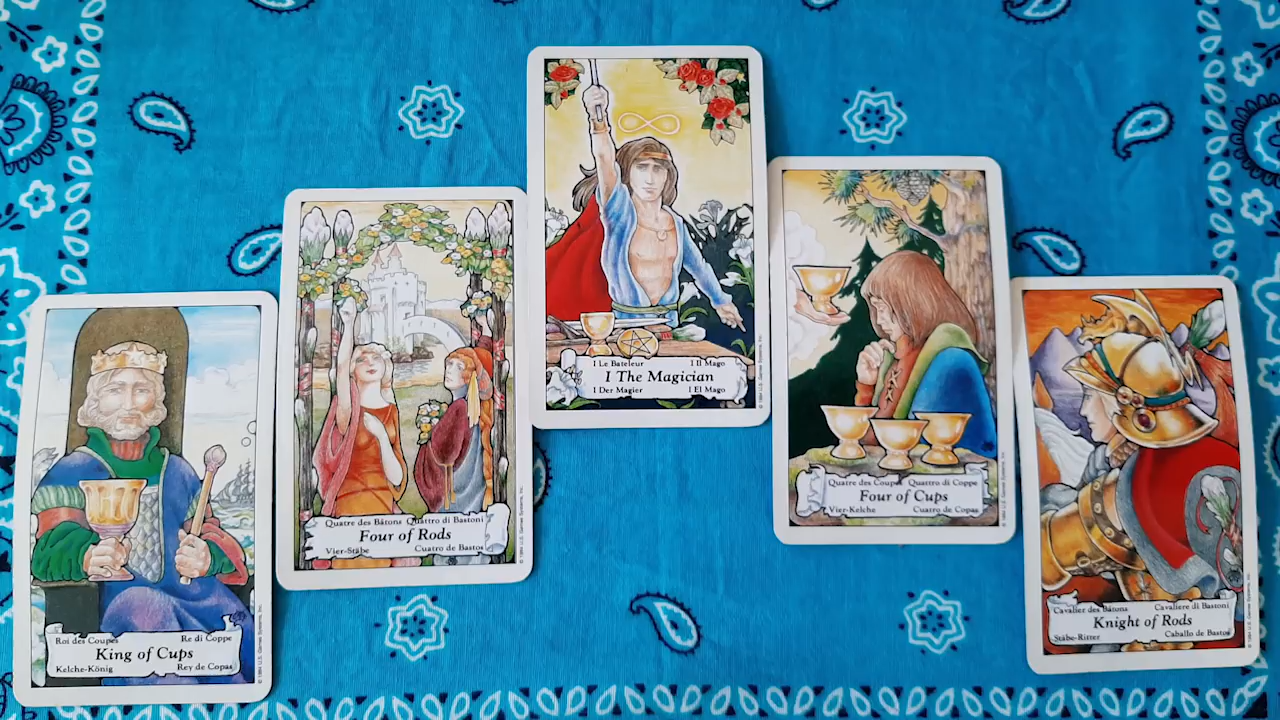 Roi des Coupes Re di Coppe
King of Cups
Kelche-König Rey de Copas
Quatre des Bâtons Quattro di Bastoni
Four of Rods
Vier-Stäbe Cuatro de Bastos
I Le Bateleur I Il Mago
I The Magician
I Der Magier I El Mago
Quatre des Coupes Quattro di Coppe
Four of Cups
Vier-Kelche Cuatro de Copas
Cavalier des Bâtons Cavaliere di Bastoni
Knight of Rods
Stäbe-Ritter Caballo de Bastos